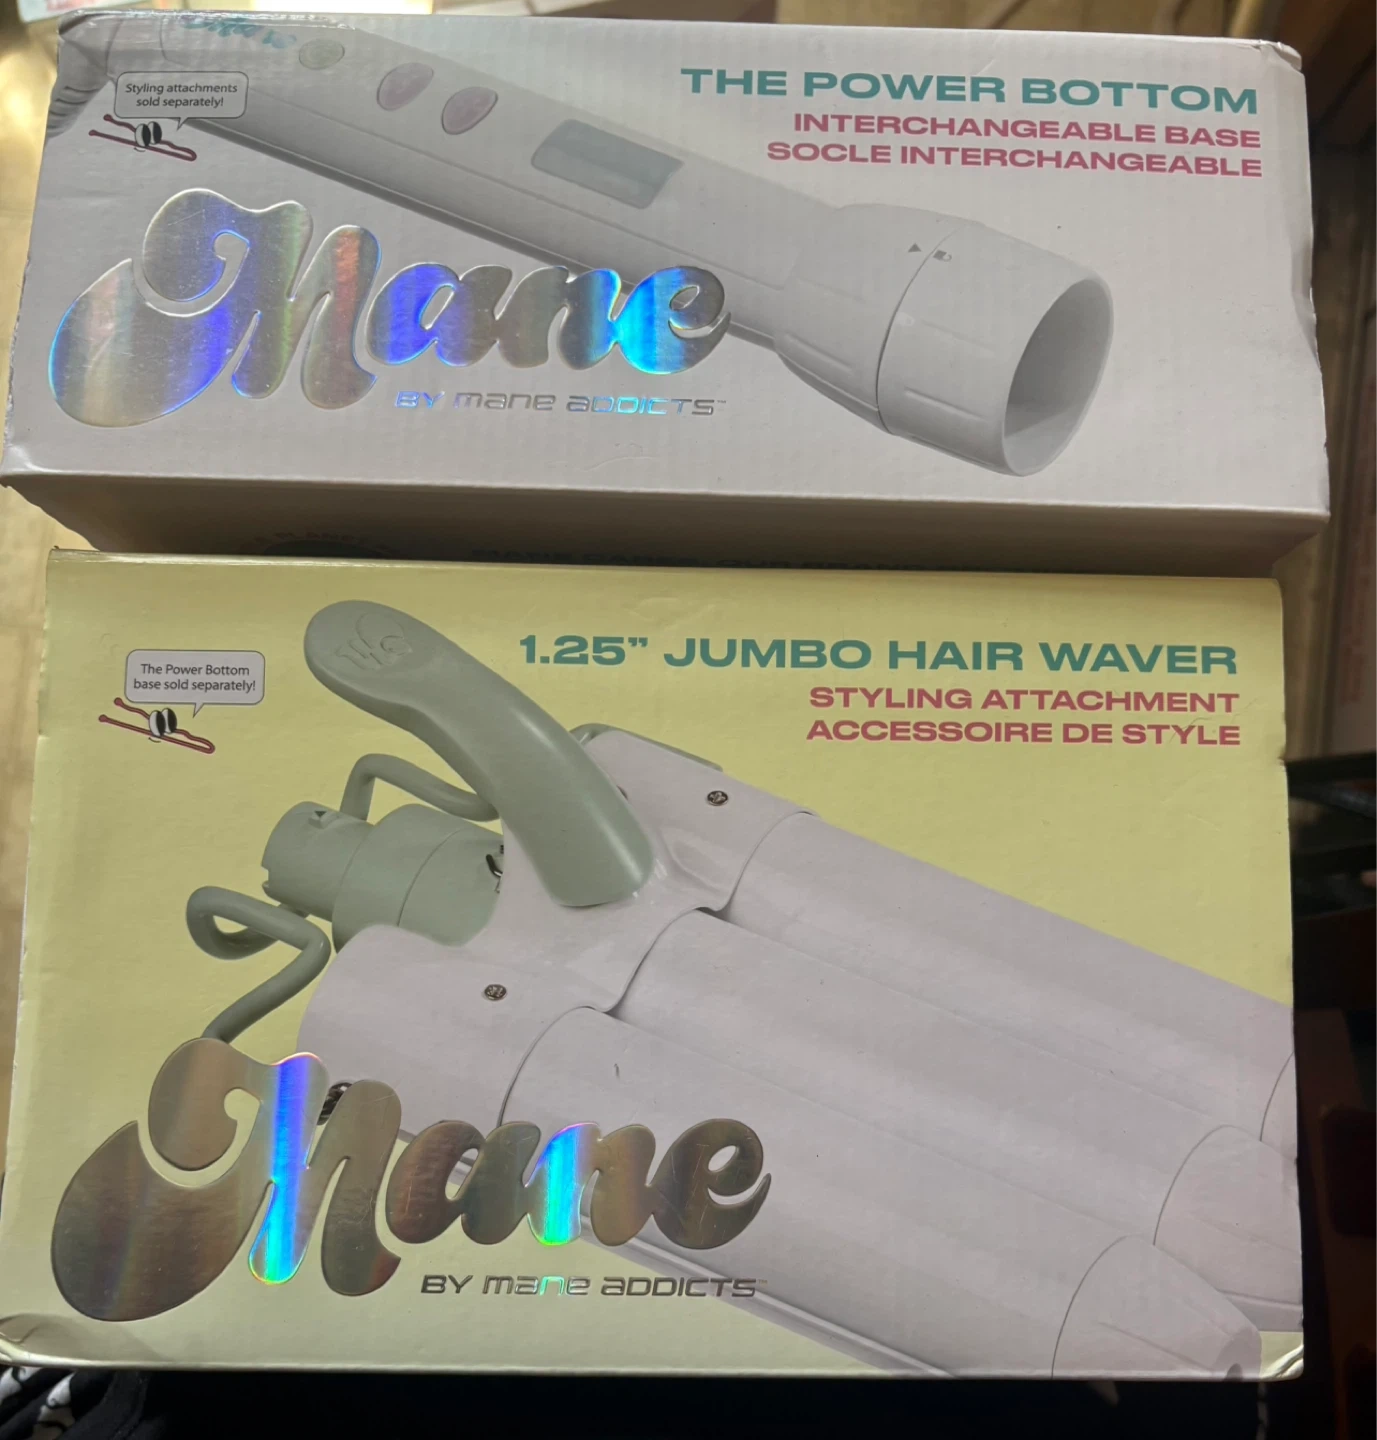 Styling attachments
sold separately!
THE POWER BOTTOM
INTERCHANGEABLE BASE
SOCLE INTERCHANGEABLE
Mane
BY mane ADDICTS™
The Power Bottom
base sold separately!
1.25” JUMBO HAIR WAVER
STYLING ATTACHMENT
ACCESSOIRE DE STYLE
Mane
BY mane ADDICTS™